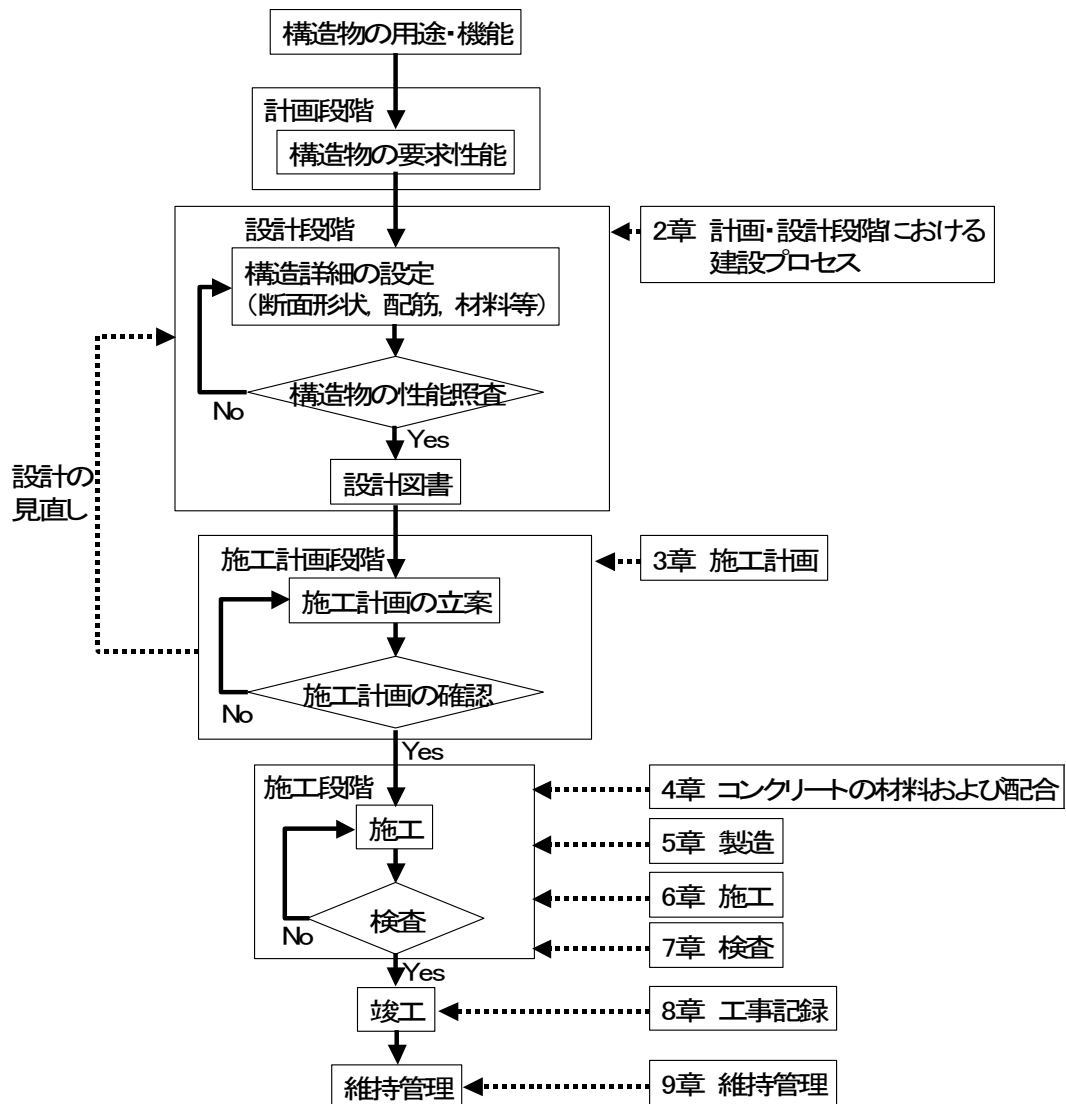 構造物の用途・機能
計画段階
構造物の要求性能
設計段階
構造詳細の設定
（断面形状, 配筋, 材料等）
2章 計画・設計段階における
建設プロセス
構造物の性能照査
No
Yes
設計図書
設計の
見直し
施工計画段階
3章 施工計画
施工計画の立案
施工計画の確認
No
Yes
施工段階
4章 コンクリートの材料および配合
施工
5章 製造
6章 施工
検査
No
7章 検査
Yes
竣工
8章 工事記録
維持管理
9章 維持管理